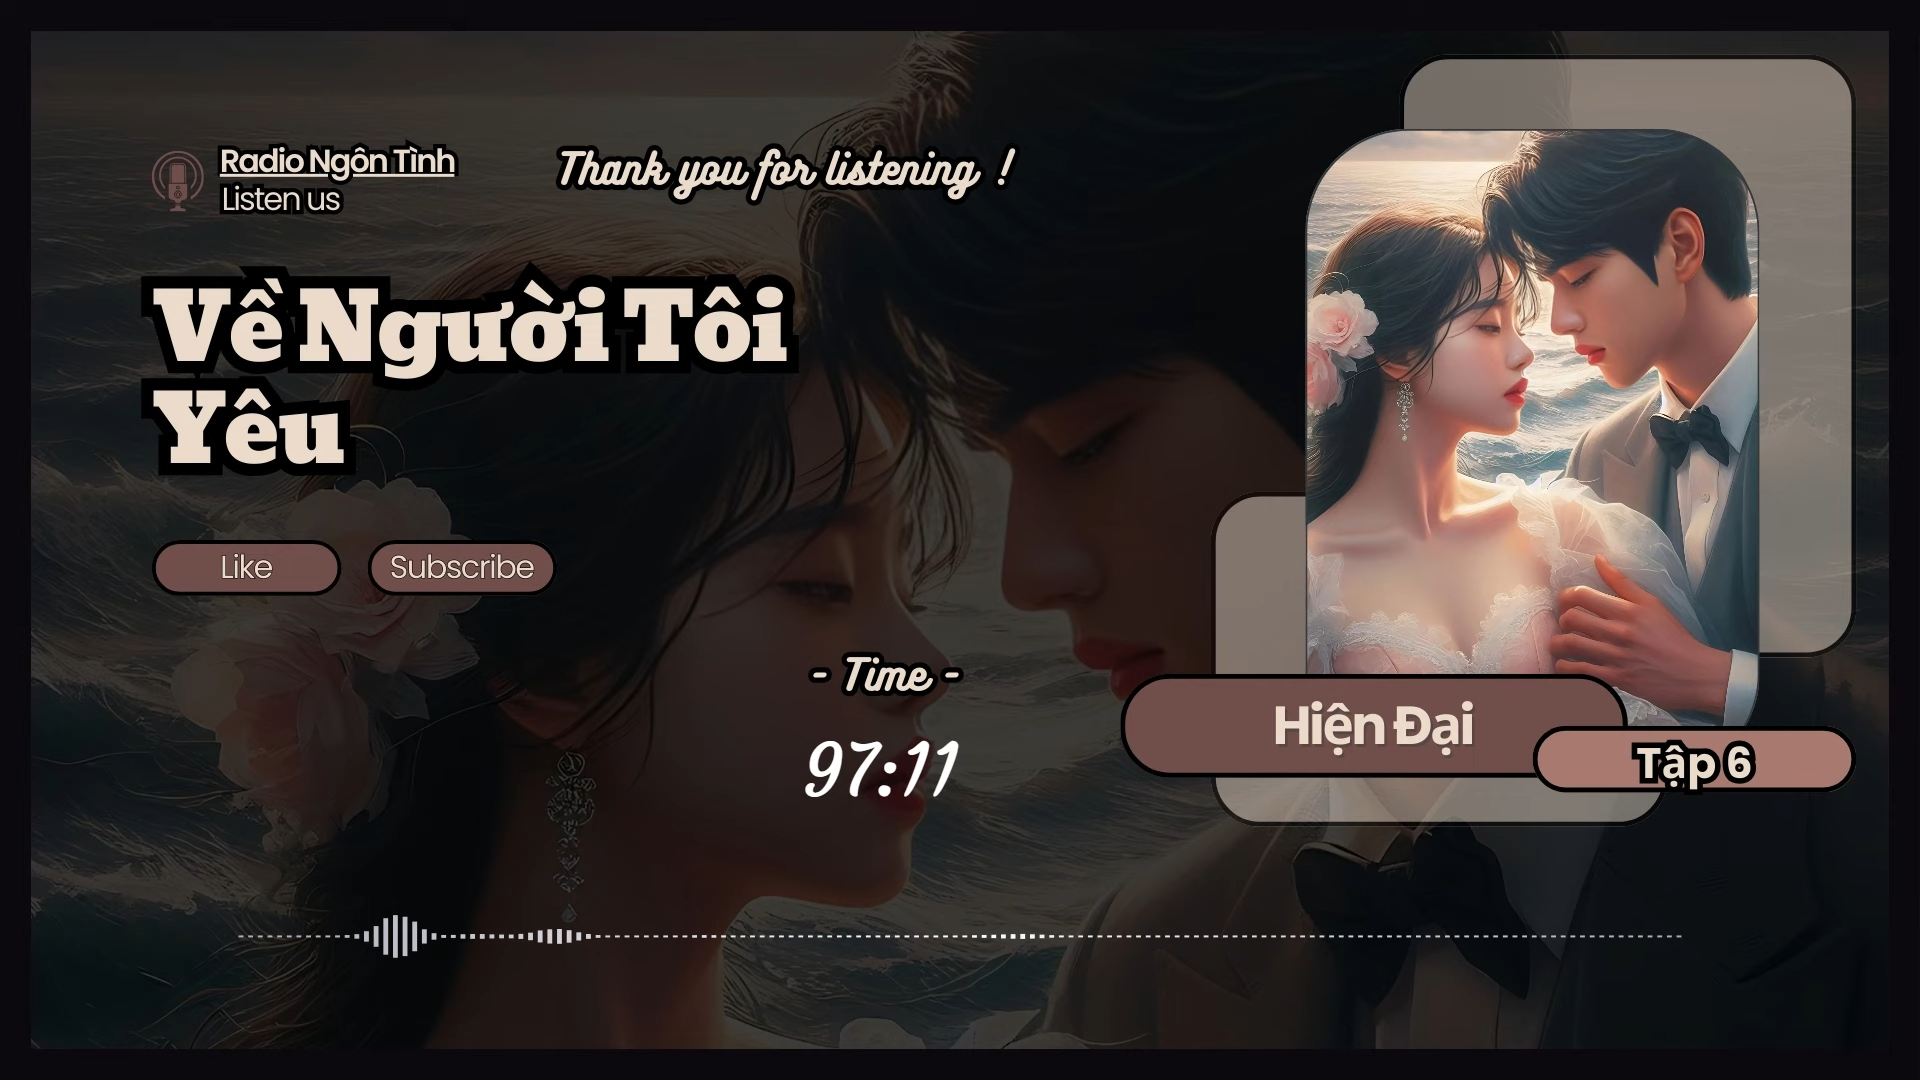 Radio Ngôn Tình
Listen us
Thank you for listening !
Về Người Tôi
Yêu
Like
Subscribe
- Time -
97:11
Hiện Đại
Tập 6